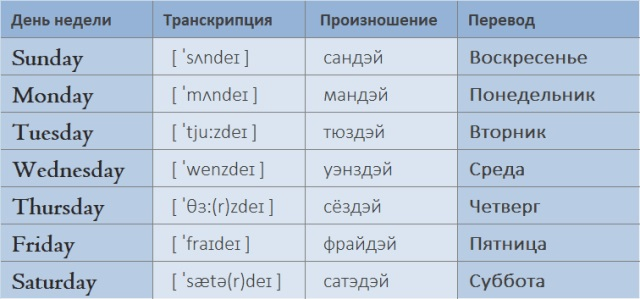 День недели Транскрипция Произношение Перевод
Sunday [ ˈsʌndeɪ ] сандэй Воскресенье
Monday [ ˈmʌndeɪ ] мандэй Понедельник
Tuesday [ ˈtju:zdeɪ ] тюздэй Вторник
Wednesday [ ˈwenzdeɪ ] уэнздэй Среда
Thursday [ ˈθɜ:(r)zdeɪ ] сёздэй Четверг
Friday [ ˈfraɪdeɪ ] фрайдэй Пятница
Saturday [ ˈsætə(r)deɪ ] сатэдэй Суббота